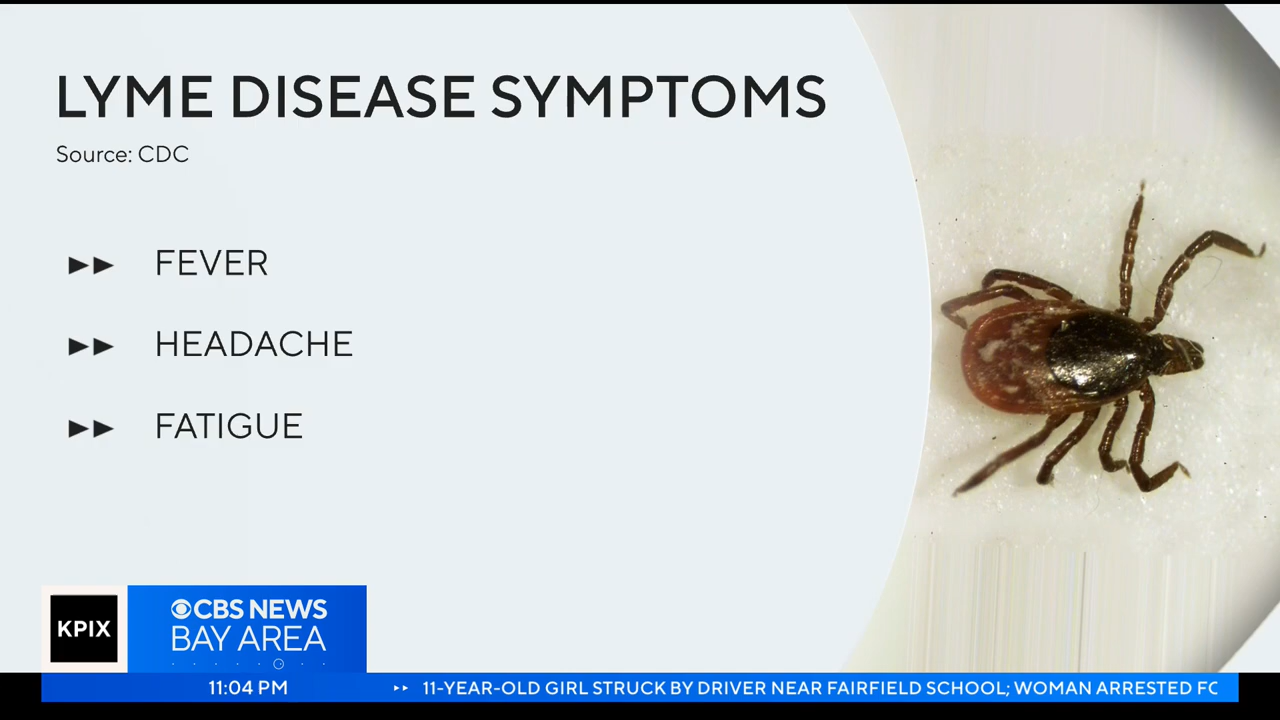 LYME DISEASE SYMPTOMS
Source: CDC
FEVER
HEADACHE
FATIGUE
KPIX
CBS NEWS
BAY AREA
11:04 PM
11-YEAR-OLD GIRL STRUCK BY DRIVER NEAR FAIRFIELD SCHOOL; WOMAN ARRESTED